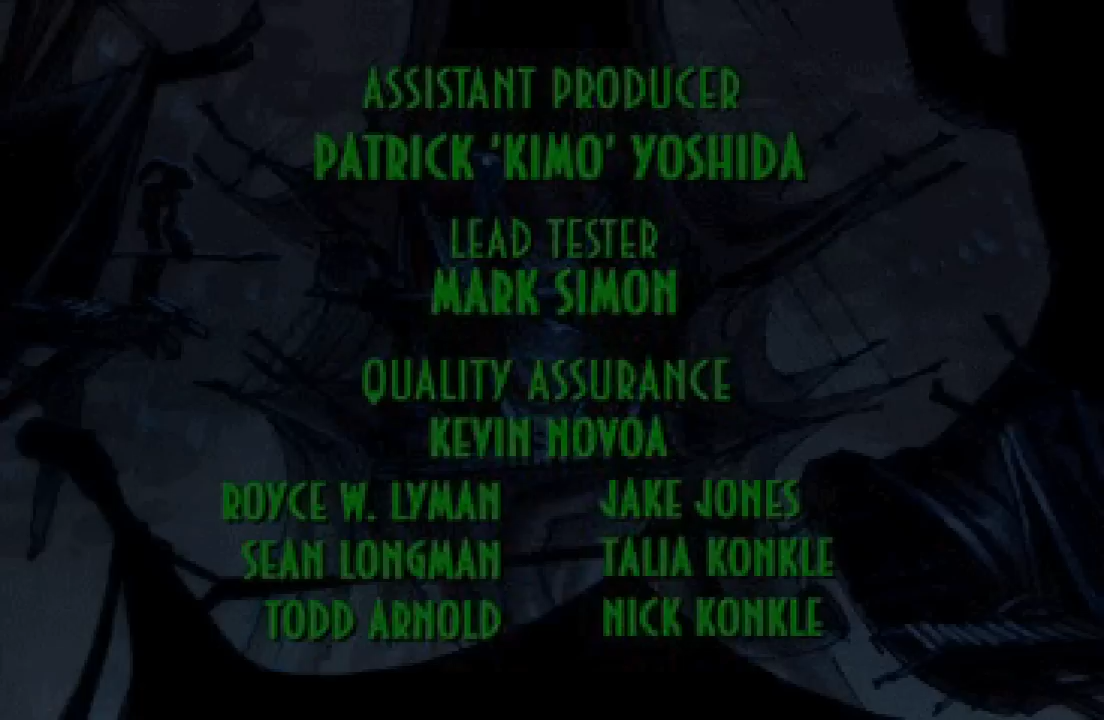 ASSISTANT PRODUCER
PATRICK 'KIMO' YOSHIDA
LEAD TESTER
MARK SIMON
QUALITY ASSURANCE
KEVIN NOVOA
ROYCE W. LYMAN JAKE JONES
SEAN LONGMAN TALIA KONKLE
TODD ARNOLD NICK KONKLE